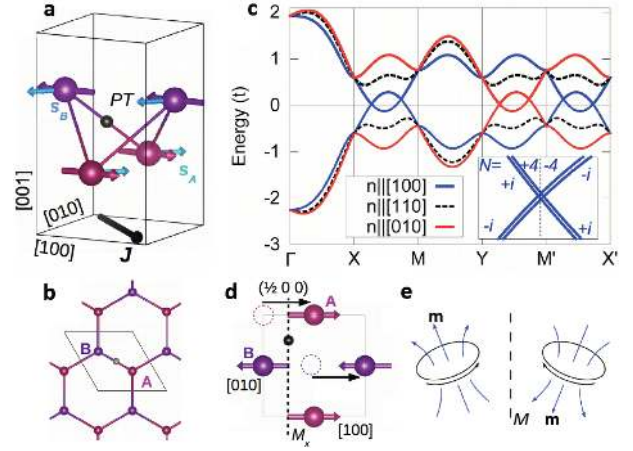 a
PT
S_B
S_A
[001]
[010]
[100]
J
b
B
A
c
Energy (t)
2
1
0
-1
-2
-3
Γ X M Y M' X'
n||[100]
n||[110]
n||[010]
N= +4 -4
+i -i
-i +i
d
(½ 0 0)
A
B
[010]
M_x
[100]
e
m
M
m